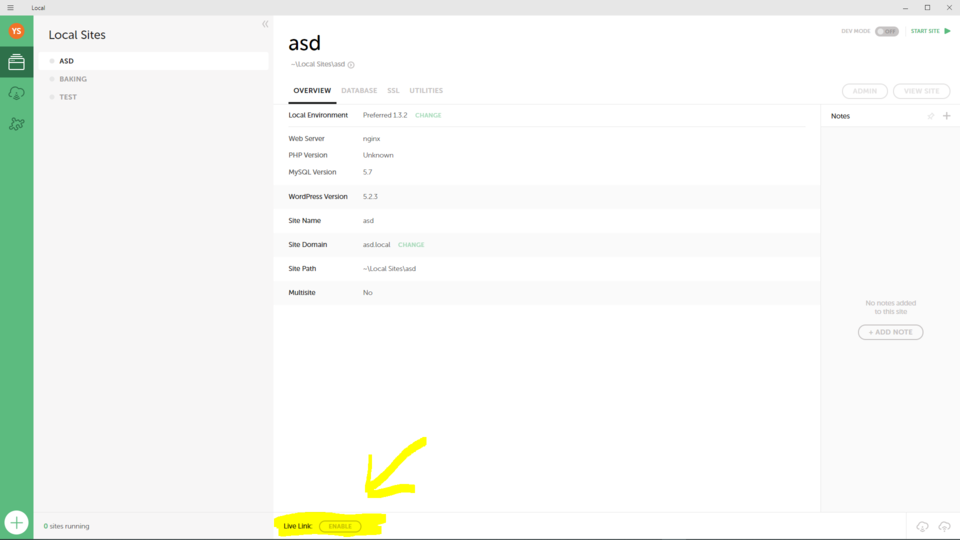 Local
YS
Local Sites
ASD
BAKING
TEST
0 sites running
asd
~\Local Sites\asd
DEV MODE OFF START SITE
OVERVIEW DATABASE SSL UTILITIES
ADMIN VIEW SITE
Local Environment Preferred 1.3.2 CHANGE
Web Server nginx
PHP Version Unknown
MySQL Version 5.7
WordPress Version 5.2.3
Site Name asd
Site Domain asd.local CHANGE
Site Path ~\Local Sites\asd
Multisite No
Notes
No notes added
to this site
+ ADD NOTE
Live Link: ENABLE